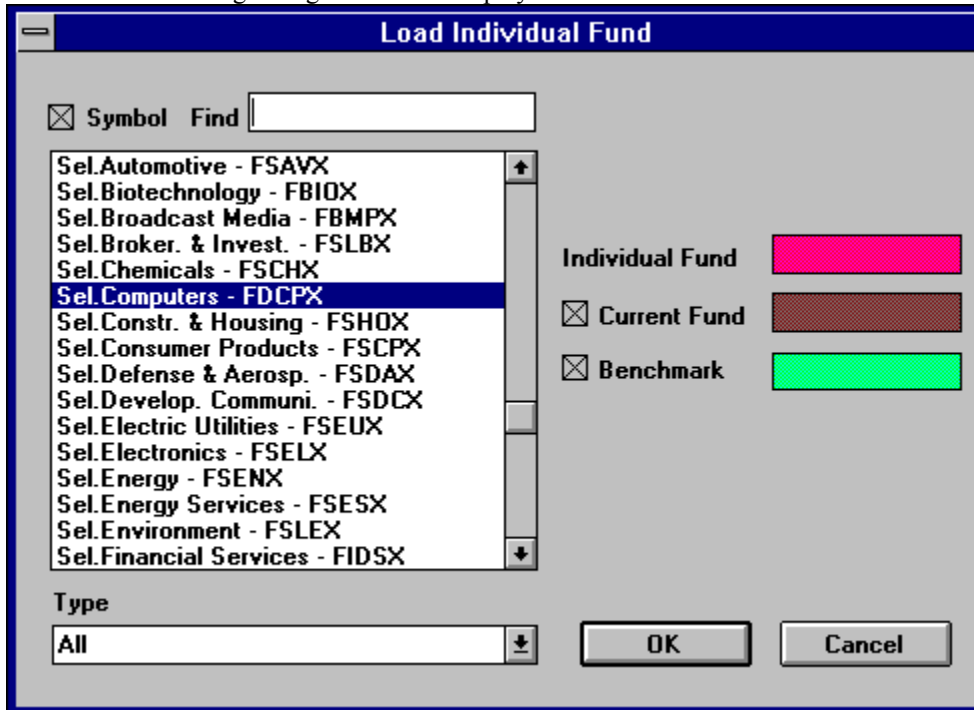 Load Individual Fund
Symbol Find
Sel.Automotive - FSAVX
Sel.Biotechnology - FBIOX
Sel.Broadcast Media - FBMPX
Sel.Broker. & Invest. - FSLBX
Sel.Chemicals - FSCHX
Sel.Computers - FDCPX
Sel.Constr. & Housing - FSHOX
Sel.Consumer Products - FSCPX
Sel.Defense & Aerosp. - FSDAX
Sel.Develop. Communi. - FSDCX
Sel.Electric Utilities - FSEUX
Sel.Electronics - FSELX
Sel.Energy - FSENX
Sel.Energy Services - FSESX
Sel.Environment - FSLEX
Sel.Financial Services - FIDSX
Individual Fund
Current Fund
Benchmark
Type
All
OK Cancel